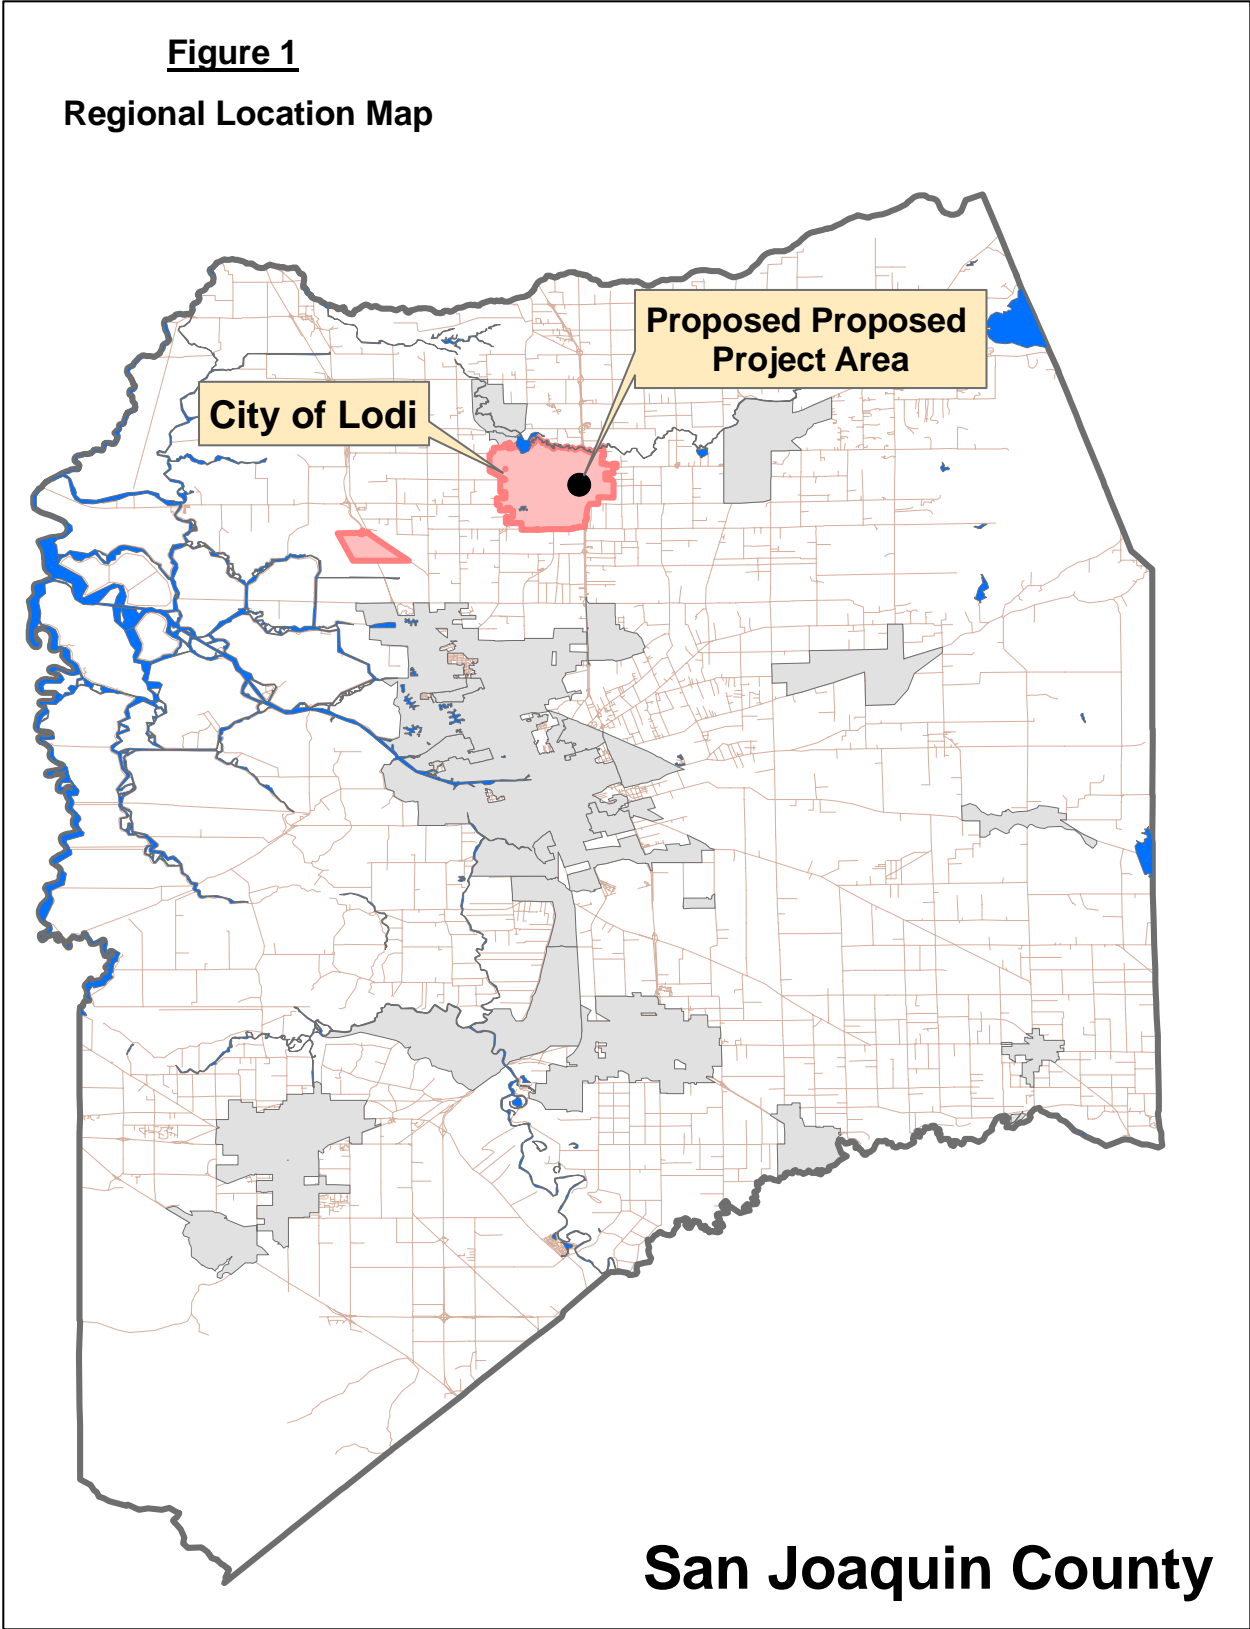 Figure 1
Regional Location Map
Proposed Proposed
Project Area
City of Lodi
San Joaquin County